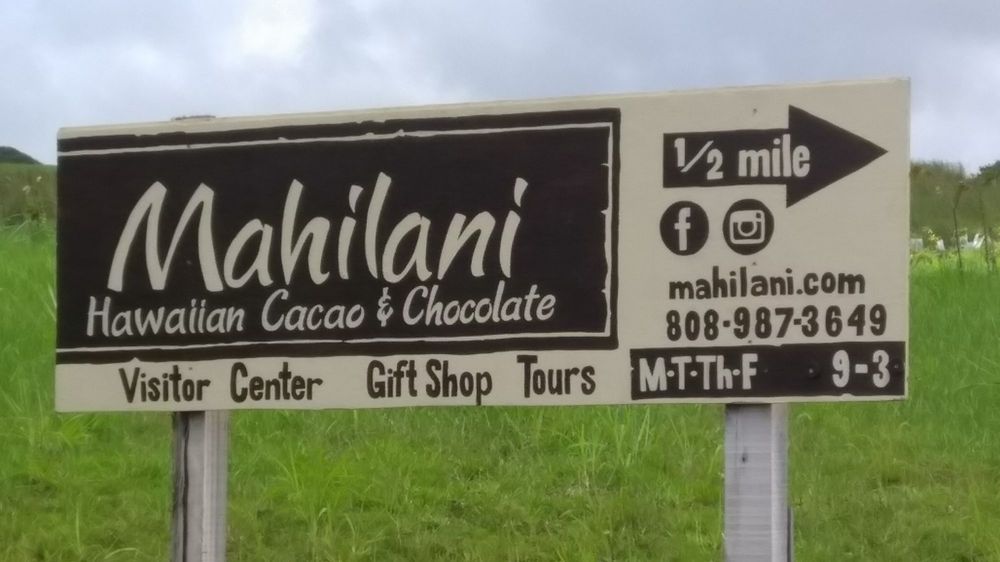 Mahilani
Hawaiian Cacao & Chocolate
Visitor Center Gift Shop Tours
1/2 mile
f
mahilani.com
808-987-3649
M-T-Th-F 9-3